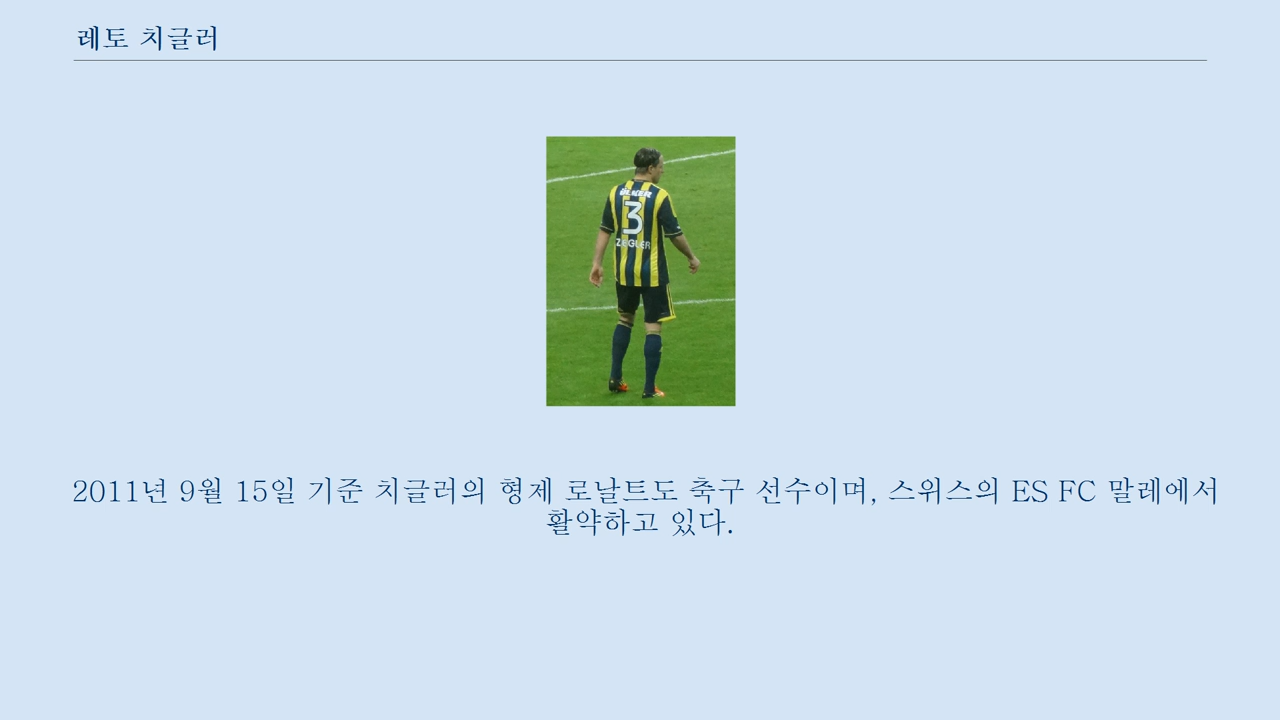 레토 치글러
ÜLKER
3
ZIEGLER
2011년 9월 15일 기준 치글러의 형제 로날트도 축구 선수이며, 스위스의 ES FC 말레에서
활약하고 있다.